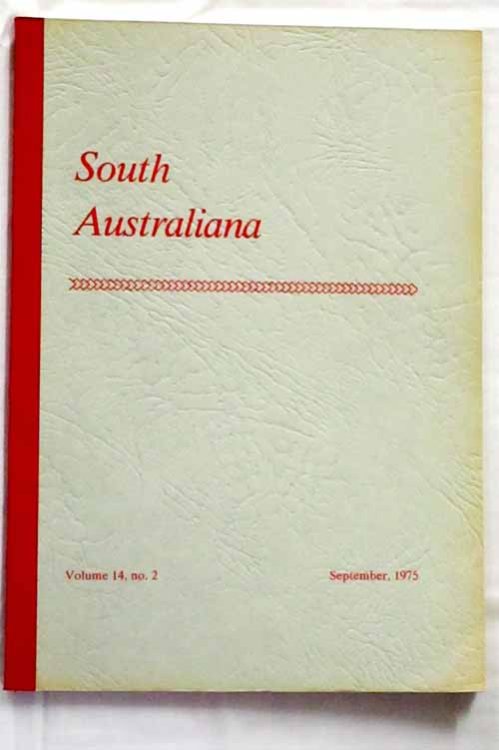 South
Australiana
Volume 14, no. 2
September, 1975